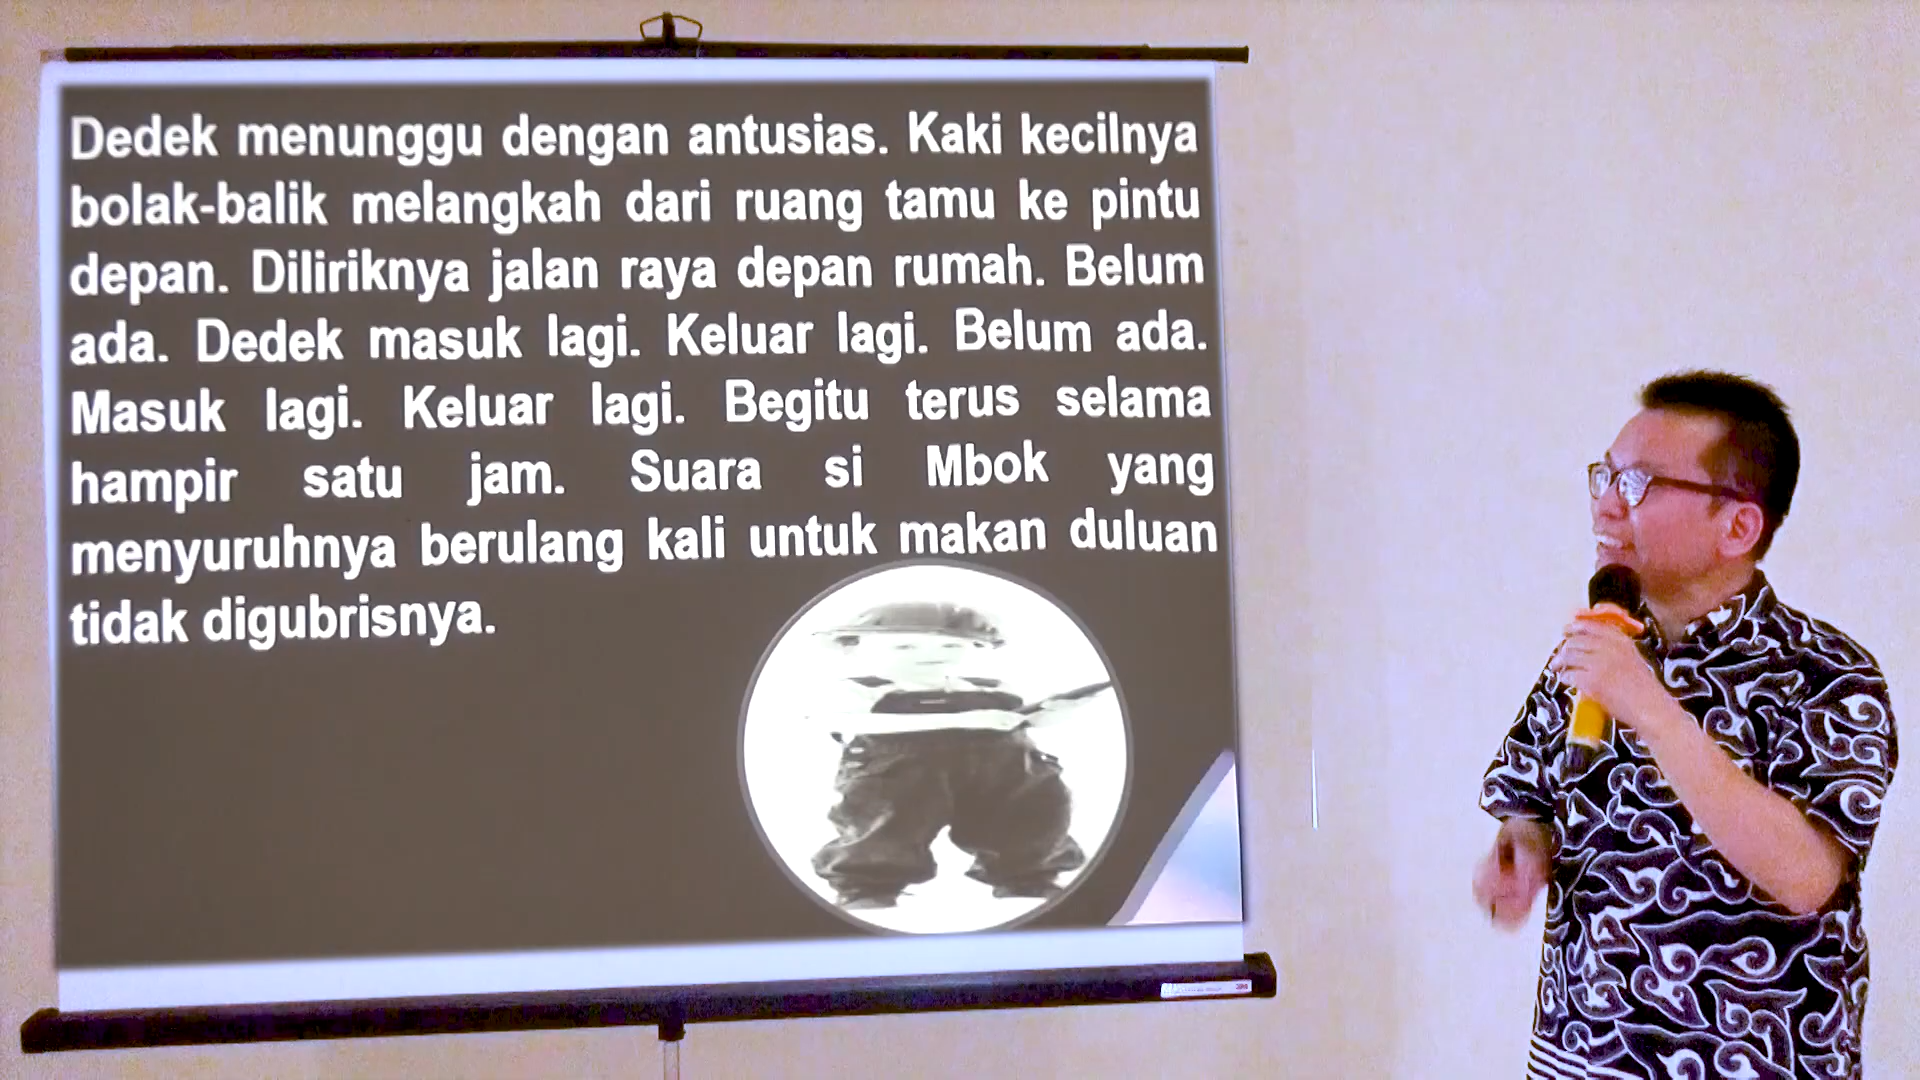 Dedek menunggu dengan antusias. Kaki kecilnya
bolak-balik melangkah dari ruang tamu ke pintu
depan. Diliriknya jalan raya depan rumah. Belum
ada. Dedek masuk lagi. Keluar lagi. Belum ada.
Masuk lagi. Keluar lagi. Begitu terus selama
hampir satu jam. Suara si Mbok yang
menyuruhnya berulang kali untuk makan duluan
tidak digubrisnya.
3M